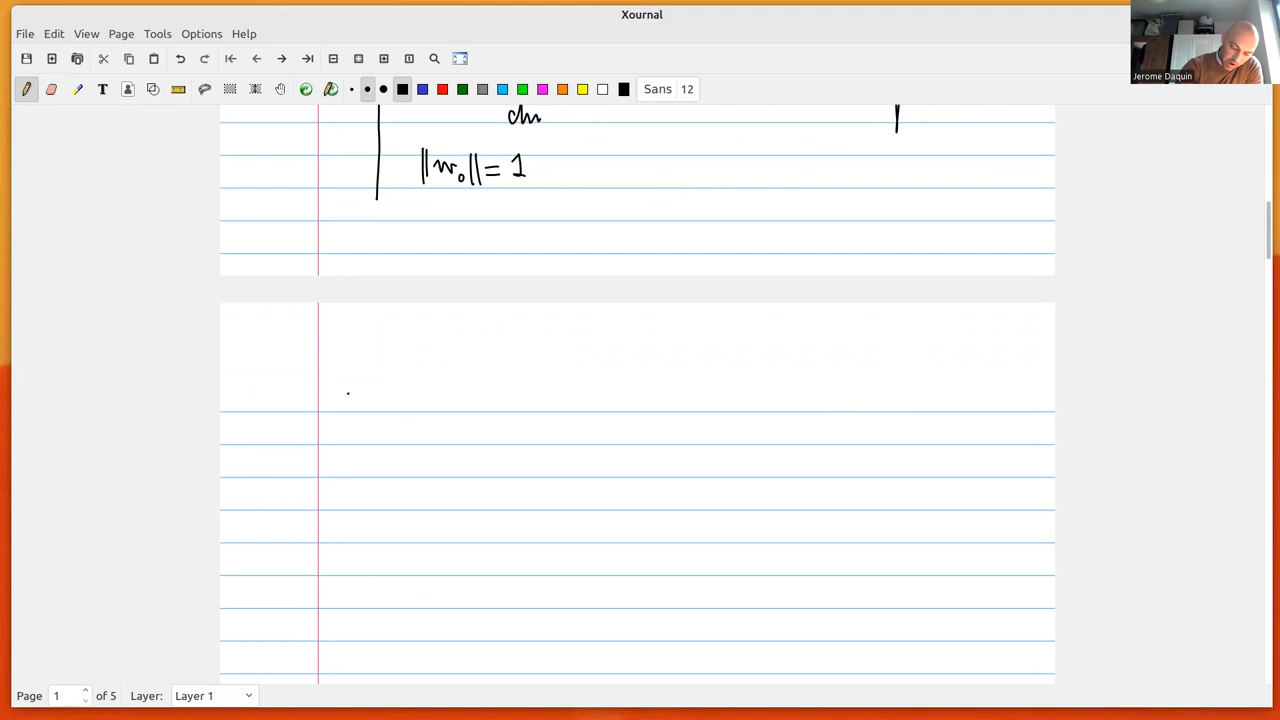 Xournal
File Edit View Page Tools Options Help
Sans 12
Jerome Daquin
||w₀|| = 1
Page 1 of 5 Layer: Layer 1